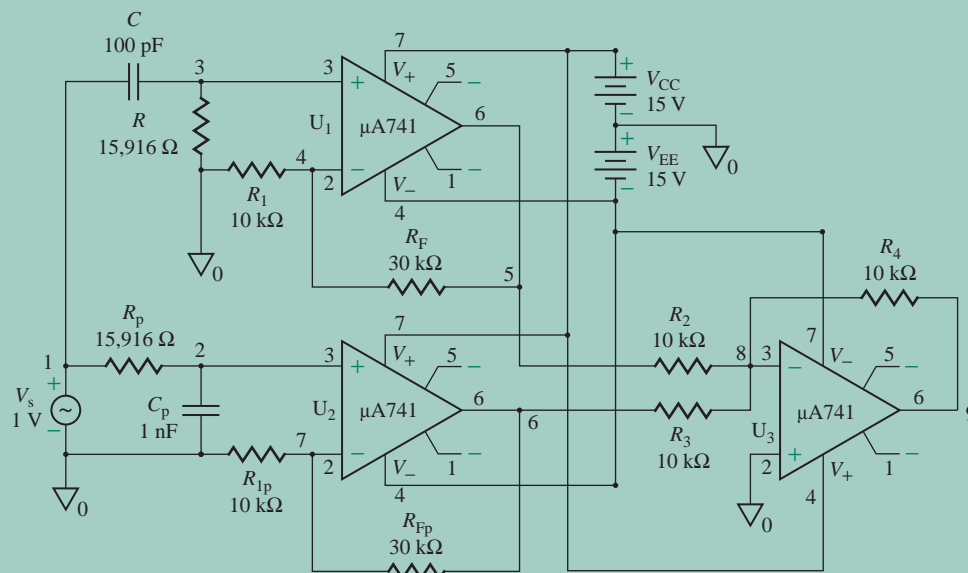 C
100 pF
R
15,916 Ω
3
3
+
U1
µA741
7
V+
5
6
1
V−
4
4
−
2
R1
10 kΩ
0
RF
30 kΩ
5
+
VCC
15 V
−
+
VEE
15 V
−
0
Rp
15,916 Ω
1
+
Vs
1 V
−
~
0
2
Cp
1 nF
3
+
U2
µA741
7
V+
5
6
6
1
V−
4
7
−
2
R1p
10 kΩ
RFp
30 kΩ
R2
10 kΩ
R3
10 kΩ
8
3
−
U3
µA741
7
V−
5
6
1
V+
4
+
2
0
R4
10 kΩ